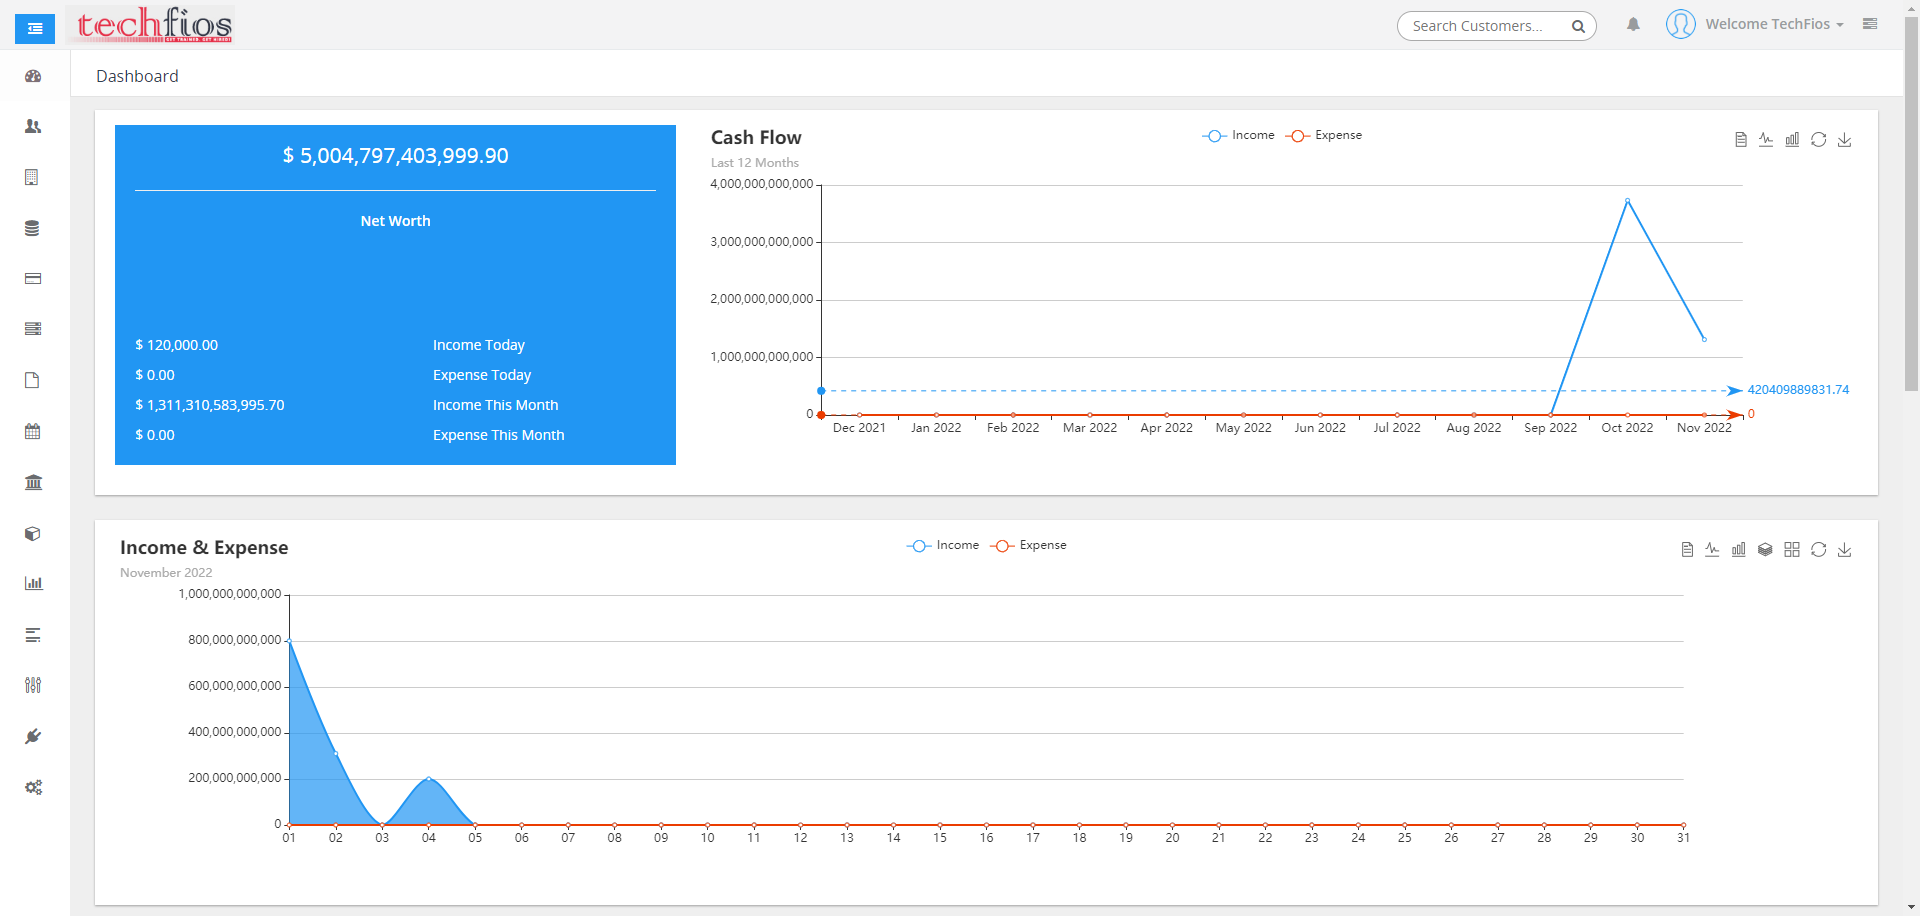 techfios
GET TRAINED. GET HIRED!
Search Customers...
Welcome TechFios
Dashboard
$ 5,004,797,403,999.90
Net Worth
$ 120,000.00 Income Today
$ 0.00 Expense Today
$ 1,311,310,583,995.70 Income This Month
$ 0.00 Expense This Month
Cash Flow
Last 12 Months
Income Expense
4,000,000,000,000
3,000,000,000,000
2,000,000,000,000
1,000,000,000,000
420409889831.74
0
0
Dec 2021 Jan 2022 Feb 2022 Mar 2022 Apr 2022 May 2022 Jun 2022 Jul 2022 Aug 2022 Sep 2022 Oct 2022 Nov 2022
Income & Expense
November 2022
Income Expense
1,000,000,000,000
800,000,000,000
600,000,000,000
400,000,000,000
200,000,000,000
0
01 02 03 04 05 06 07 08 09 10 11 12 13 14 15 16 17 18 19 20 21 22 23 24 25 26 27 28 29 30 31